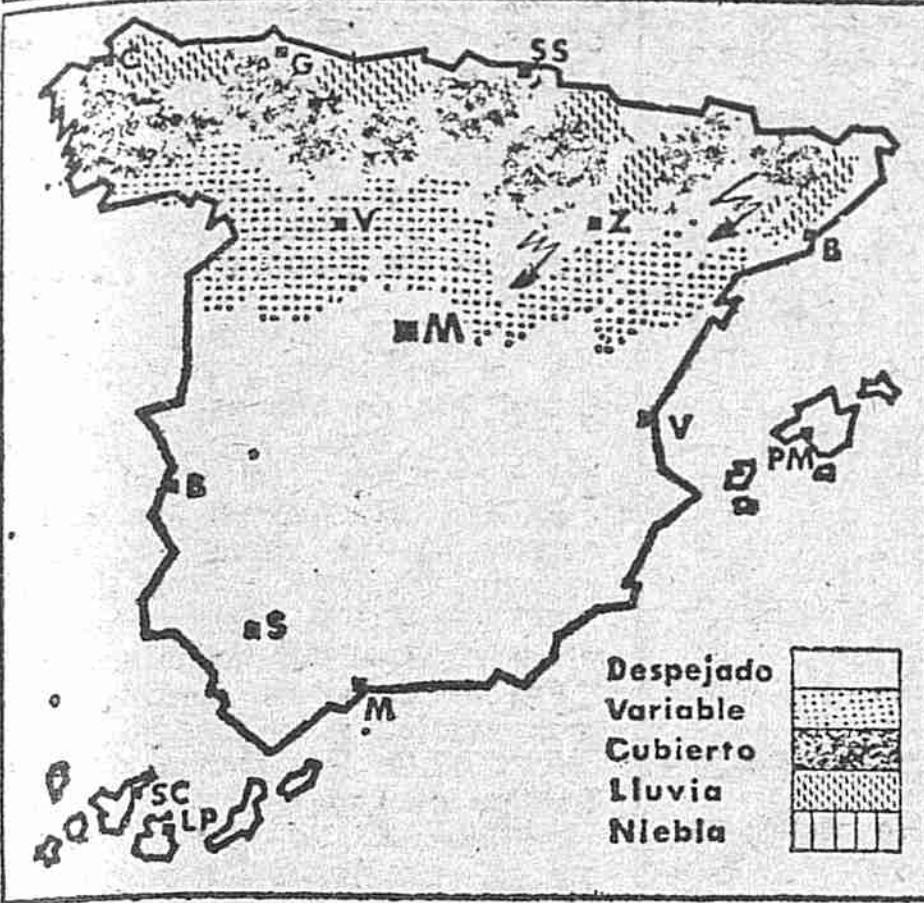 SS
C
G
V
Z
B
M
V
PM
B
S
M
SC
LP
Despejado
Variable
Cubierto
Lluvia
Niebla